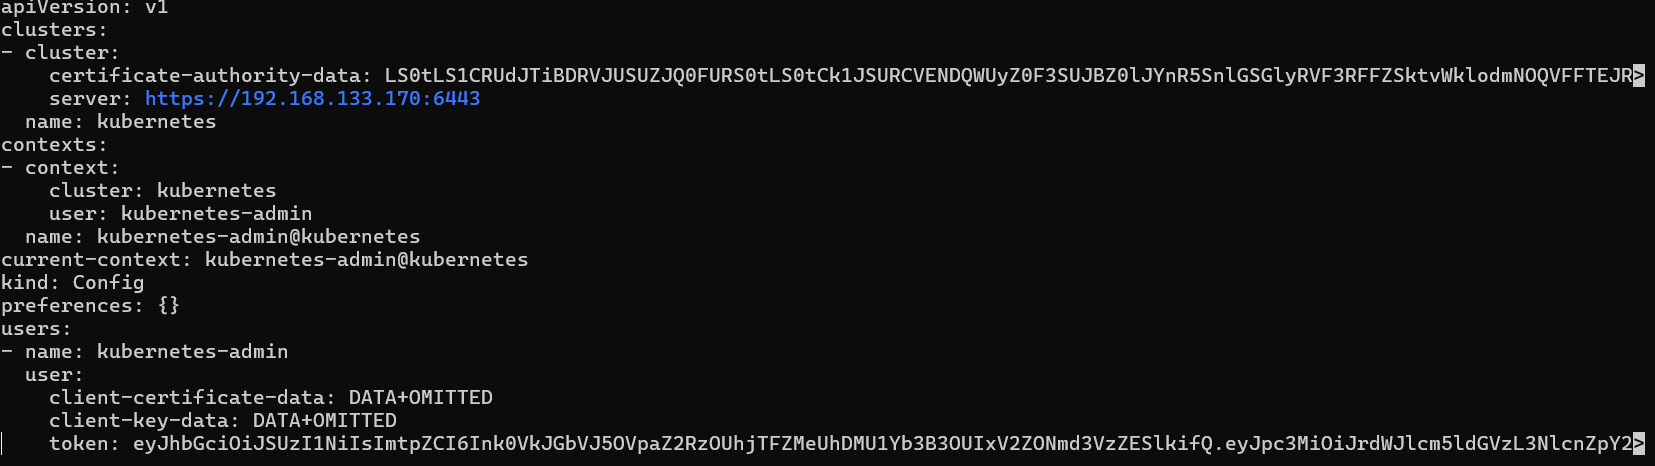 apiVersion: v1
clusters:
- cluster:
    certificate-authority-data: LS0tLS1CRUdJTiBDRVJUSUZJQ0FURS0tLS0tCk1JSURCVENDQWUyZ0F3SUJBZ0lJYnR5SnlGSGlyRVF3RFFZSktvWklodmNOQVFFTEJR>
    server: https://192.168.133.170:6443
  name: kubernetes
contexts:
- context:
    cluster: kubernetes
    user: kubernetes-admin
  name: kubernetes-admin@kubernetes
current-context: kubernetes-admin@kubernetes
kind: Config
preferences: {}
users:
- name: kubernetes-admin
  user:
    client-certificate-data: DATA+OMITTED
    client-key-data: DATA+OMITTED
    token: eyJhbGciOiJSUzI1NiIsImtpZCI6Ink0VkJGbVJ5OVpaZ2RzOUhjTFZMeUhDMU1Yb3B3OUIxV2ZONmd3VzZESlkifQ.eyJpc3MiOiJrdWJlcm5ldGVzL3NlcnZpY2>